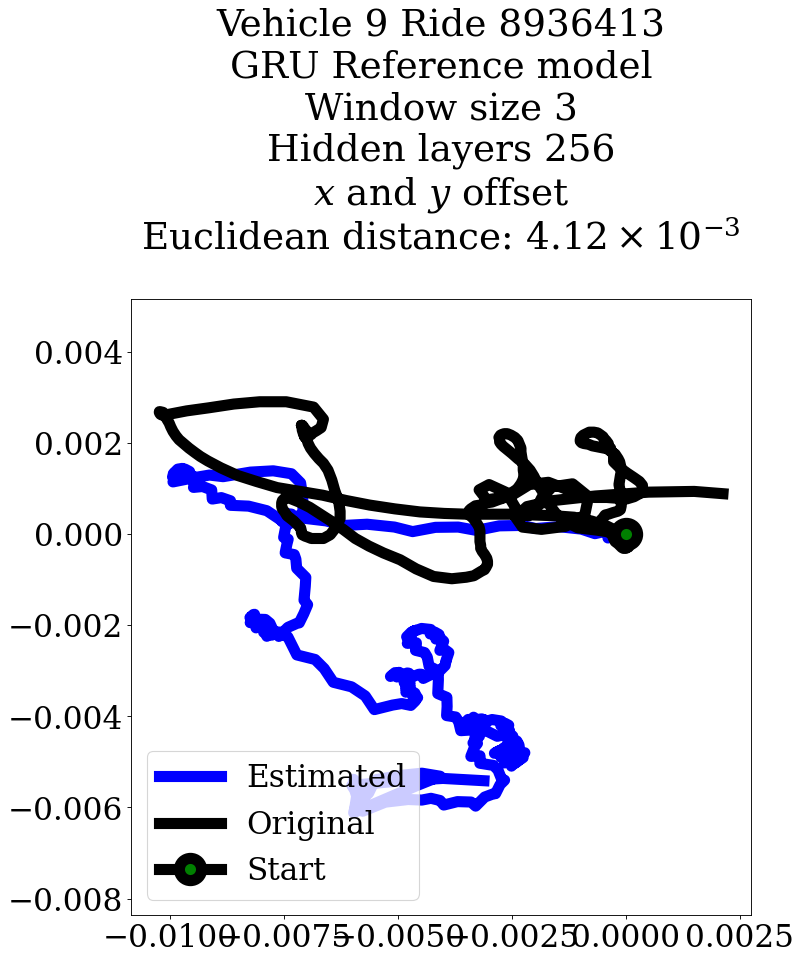 Vehicle 9 Ride 8936413
GRU Reference model
Window size 3
Hidden layers 256
x and y offset
Euclidean distance: 4.12 × 10⁻³
0.004
0.002
0.000
−0.002
−0.004
−0.006
−0.008
Estimated
Original
Start
−0.0100 −0.0075 −0.0050 −0.0025 0.0000 0.0025